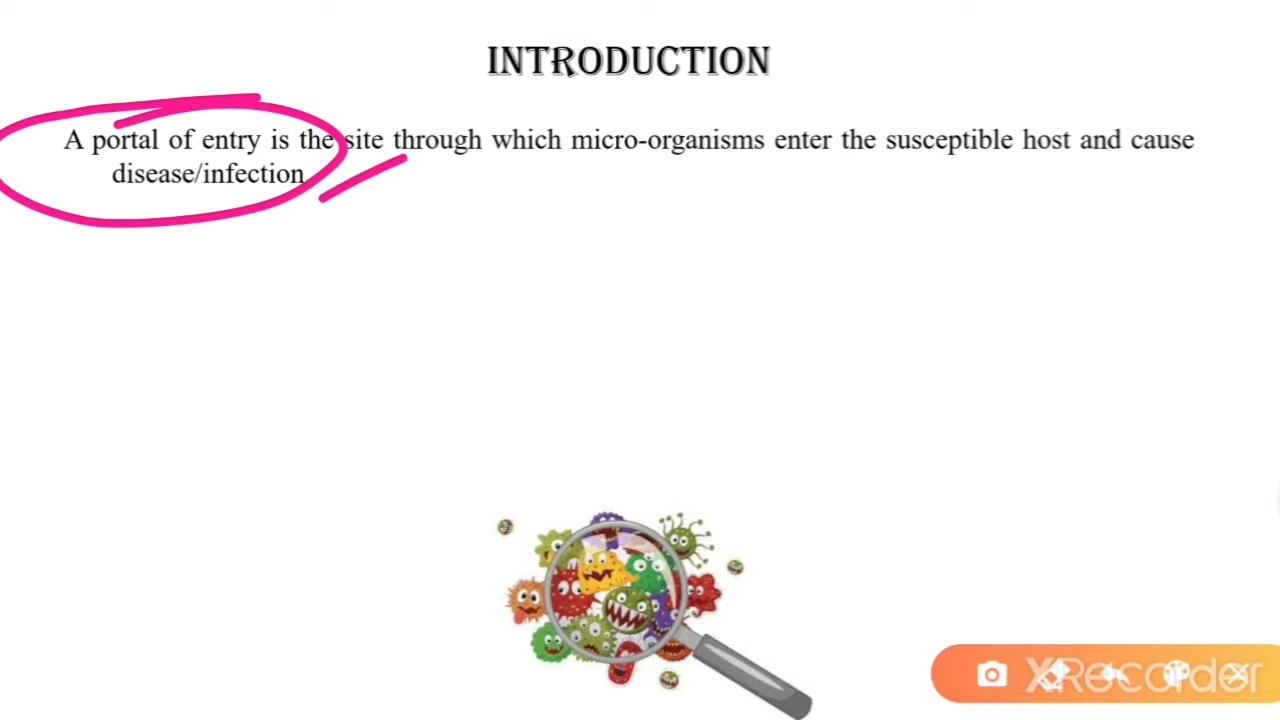 INTRODUCTION
A portal of entry is the site through which micro-organisms enter the susceptible host and cause
disease/infection
XRecorder